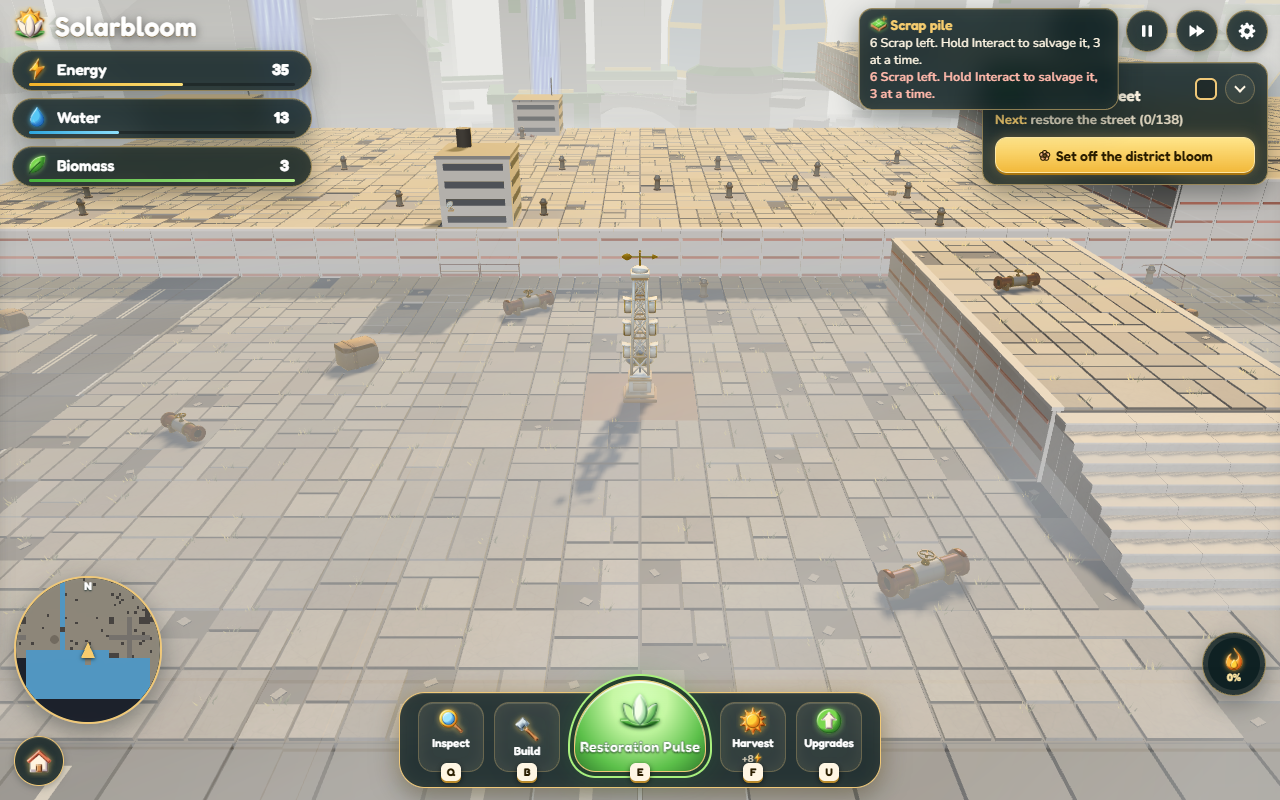 Solarbloom
Energy 35
Water 13
Biomass 3
Scrap pile
6 Scrap left. Hold Interact to salvage it, 3
at a time.
6 Scrap left. Hold Interact to salvage it,
3 at a time.
eet
Next: restore the street (0/138)
Set off the district bloom
N
0%
Inspect
Q
Build
B
Restoration Pulse
E
Harvest
+8
F
Upgrades
U